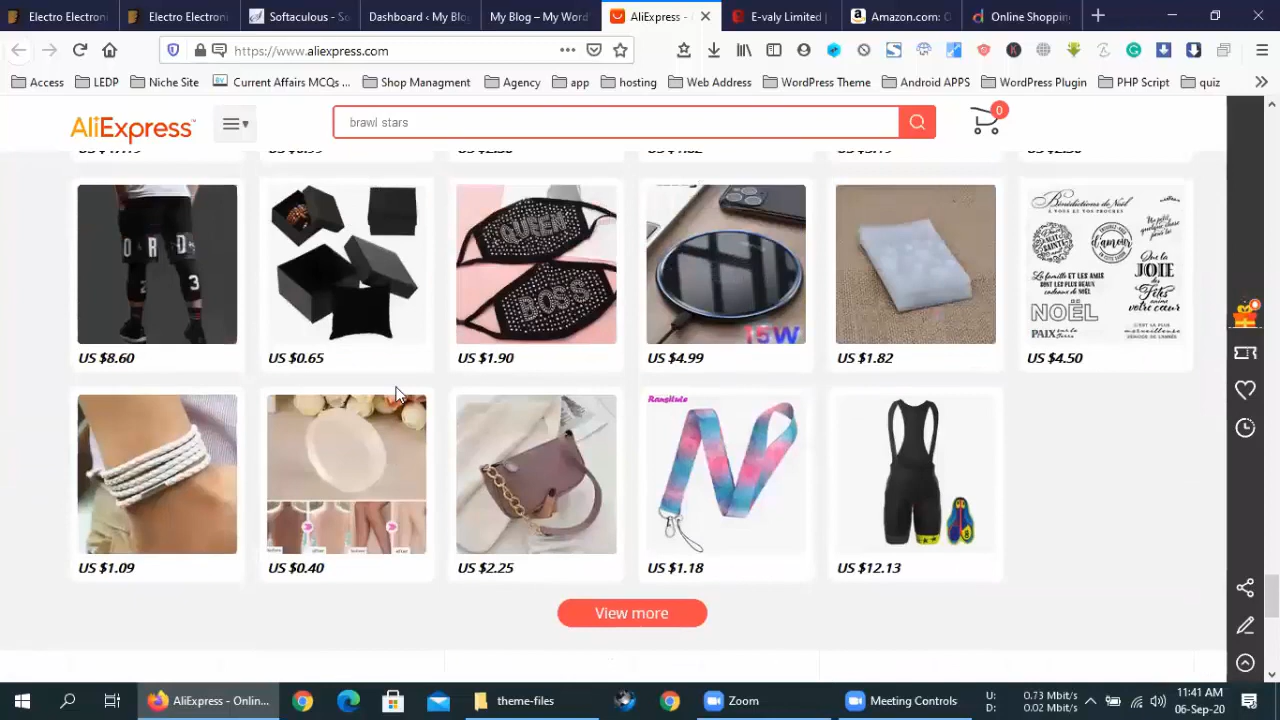 Electro Electroni
Electro Electroni
Softaculous - So
Dashboard ‹ My Blog
My Blog – My Word
AliExpress -
E-valy Limited |
Amazon.com: O
Online Shoppin
https://www.aliexpress.com
Access
LEDP
Niche Site
Current Affairs MCQs ...
Shop Managment
Agency
app
hosting
Web Address
WordPress Theme
Android APPS
WordPress Plugin
PHP Script
quiz
AliExpress
brawl stars
0
QUEEN
BOSS
15W
NOËL
US $8.60
US $0.65
US $1.90
US $4.99
US $1.82
US $4.50
US $1.09
US $0.40
US $2.25
US $1.18
US $12.13
View more
AliExpress - Onlin...
theme-files
Zoom
Meeting Controls
U: 0.73 Mbit/s
D: 0.02 Mbit/s
11:41 AM
06-Sep-20